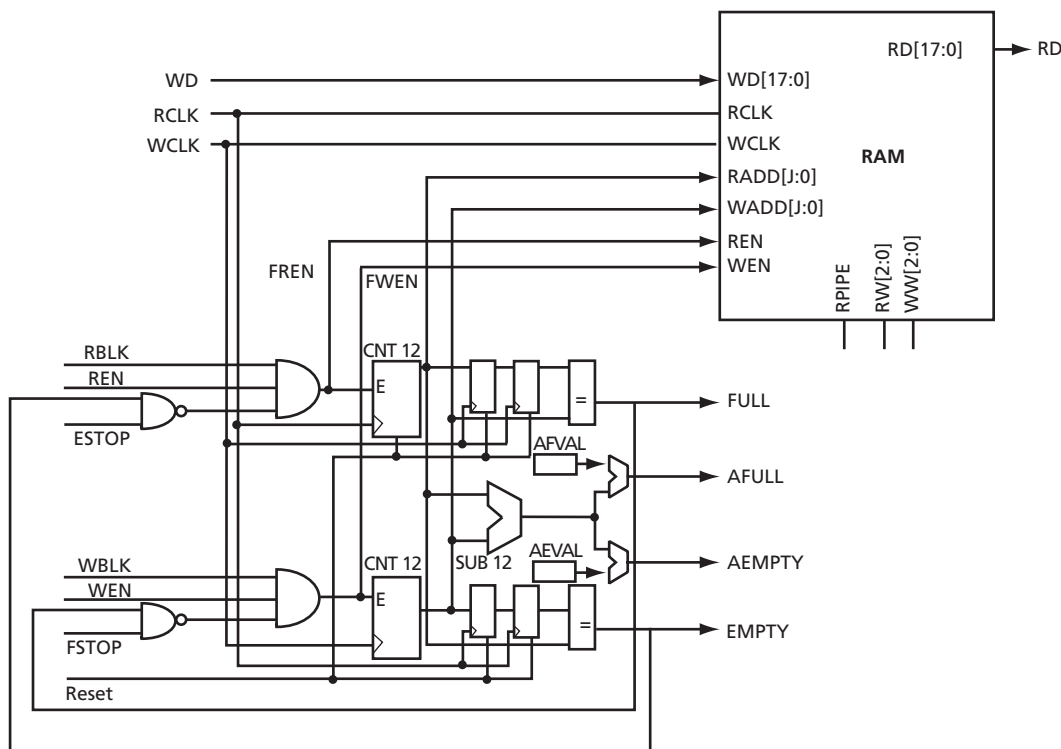 RD[17:0]
RD
WD
WD[17:0]
RCLK
RCLK
WCLK
WCLK
RAM
RADD[J:0]
WADD[J:0]
REN
FREN
FWEN
WEN
RPIPE
RW[2:0]
WW[2:0]
RBLK
CNT 12
REN
E
=
FULL
ESTOP
AFVAL
AFULL
WBLK
CNT 12
SUB 12
AEVAL
AEMPTY
WEN
E
=
EMPTY
FSTOP
Reset